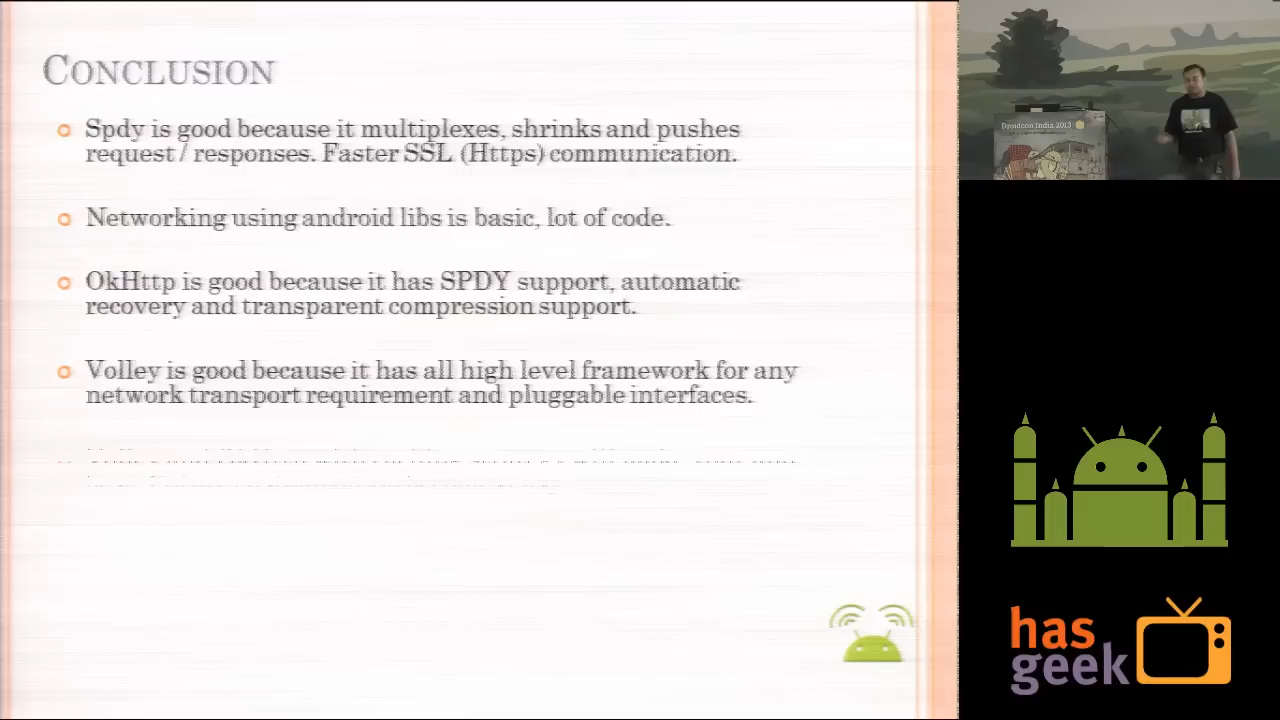 CONCLUSION
Spdy is good because it multiplexes, shrinks and pushes
request / responses. Faster SSL (Https) communication.
Networking using android libs is basic, lot of code.
OkHttp is good because it has SPDY support, automatic
recovery and transparent compression support.
Volley is good because it has all high level framework for any
network transport requirement and pluggable interfaces.
Droidcon India 2013
has
geek